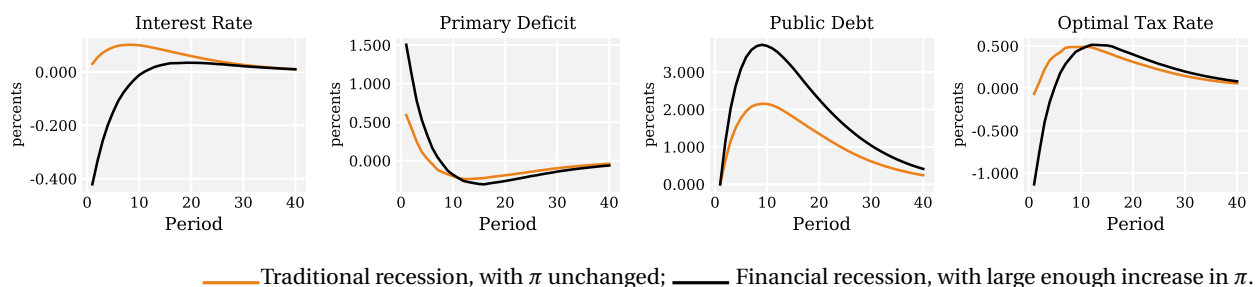 Interest Rate
Primary Deficit
Public Debt
Optimal Tax Rate
percents
0.000
-0.200
-0.400
0 10 20 30 40
Period
percents
1.500
1.000
0.500
0.000
0 10 20 30 40
Period
percents
3.000
2.000
1.000
0.000
0 10 20 30 40
Period
percents
0.500
0.000
-0.500
-1.000
0 10 20 30 40
Period
Traditional recession, with π unchanged; Financial recession, with large enough increase in π.